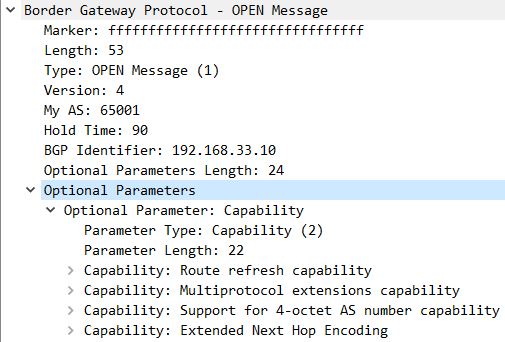 Border Gateway Protocol - OPEN Message
Marker: ffffffffffffffffffffffffffffffff
Length: 53
Type: OPEN Message (1)
Version: 4
My AS: 65001
Hold Time: 90
BGP Identifier: 192.168.33.10
Optional Parameters Length: 24
Optional Parameters
Optional Parameter: Capability
Parameter Type: Capability (2)
Parameter Length: 22
Capability: Route refresh capability
Capability: Multiprotocol extensions capability
Capability: Support for 4-octet AS number capability
Capability: Extended Next Hop Encoding